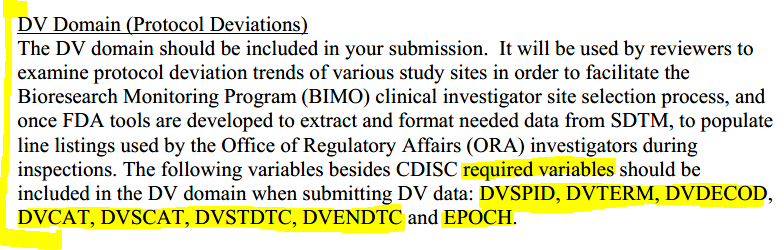 DV Domain (Protocol Deviations)
The DV domain should be included in your submission.  It will be used by reviewers to
examine protocol deviation trends of various study sites in order to facilitate the
Bioresearch Monitoring Program (BIMO) clinical investigator site selection process, and
once FDA tools are developed to extract and format needed data from SDTM, to populate
line listings used by the Office of Regulatory Affairs (ORA) investigators during
inspections. The following variables besides CDISC required variables should be
included in the DV domain when submitting DV data: DVSPID, DVTERM, DVDECOD,
DVCAT, DVSCAT, DVSTDTC, DVENDTC and EPOCH.